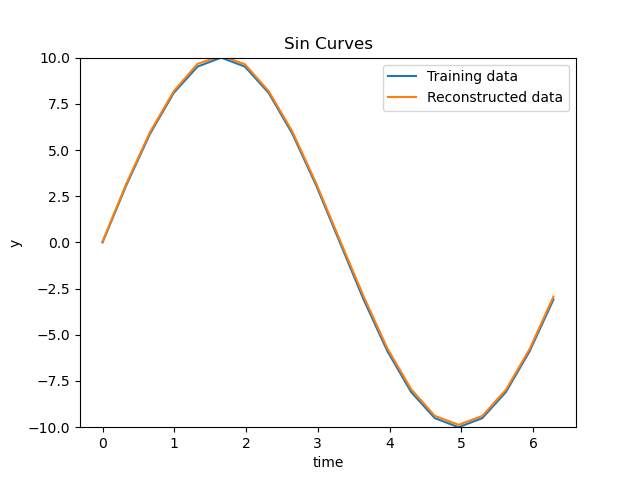 Sin Curves
10.0
7.5
5.0
2.5
0.0
−2.5
−5.0
−7.5
−10.0
y
Training data
Reconstructed data
0 1 2 3 4 5 6
time